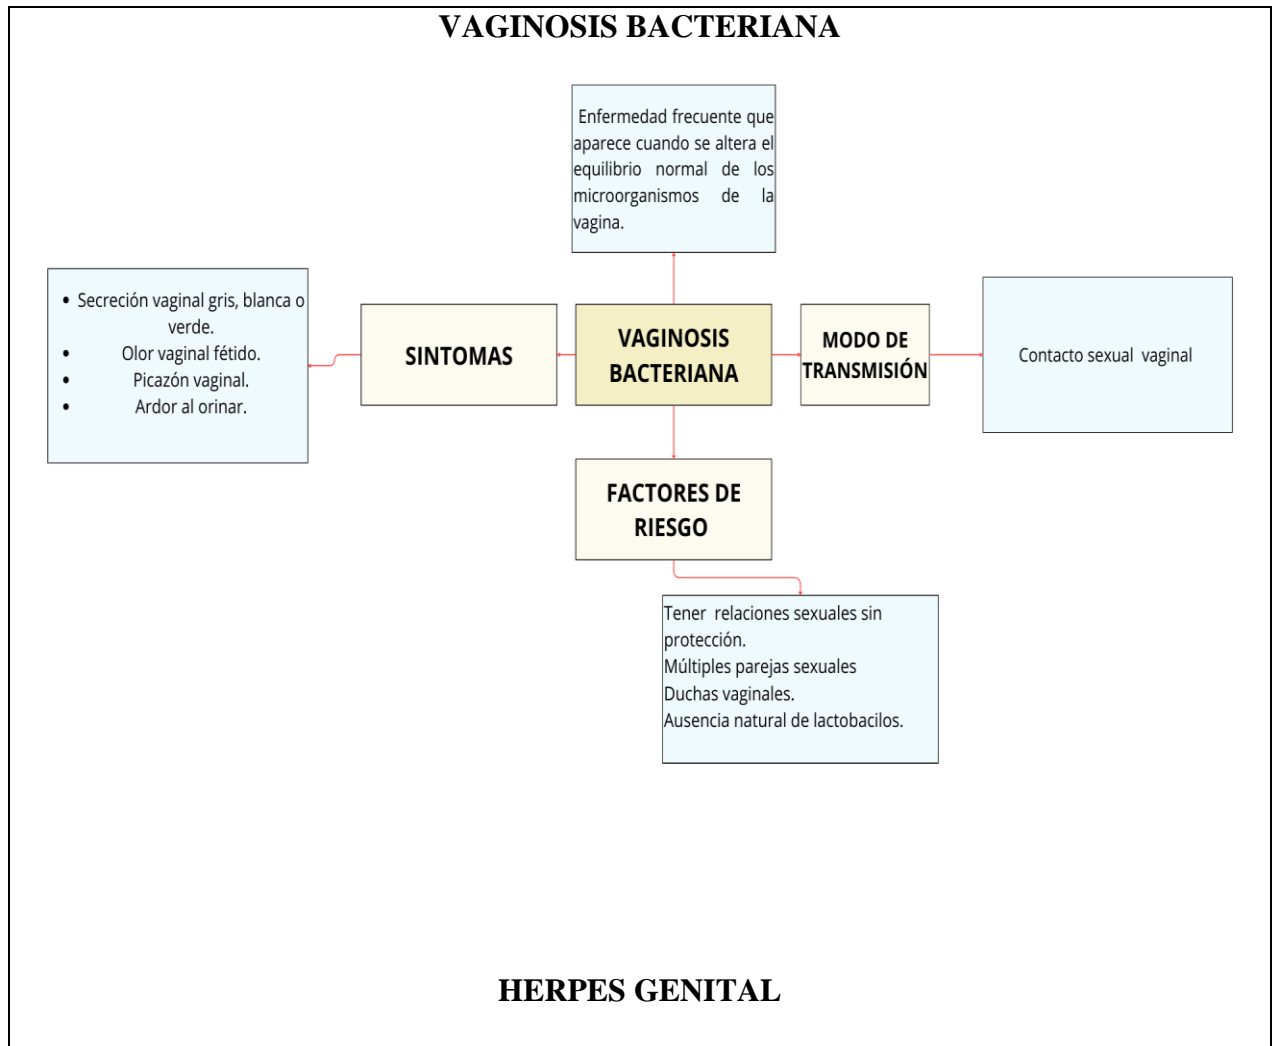 VAGINOSIS BACTERIANA
Enfermedad frecuente que
aparece cuando se altera el
equilibrio normal de los
microorganismos de la
vagina.
• Secreción vaginal gris, blanca o
verde.
• Olor vaginal fétido.
• Picazón vaginal.
• Ardor al orinar.
SINTOMAS
VAGINOSIS
BACTERIANA
MODO DE
TRANSMISIÓN
Contacto sexual vaginal
FACTORES DE
RIESGO
Tener relaciones sexuales sin
protección.
Múltiples parejas sexuales
Duchas vaginales.
Ausencia natural de lactobacilos.
HERPES GENITAL